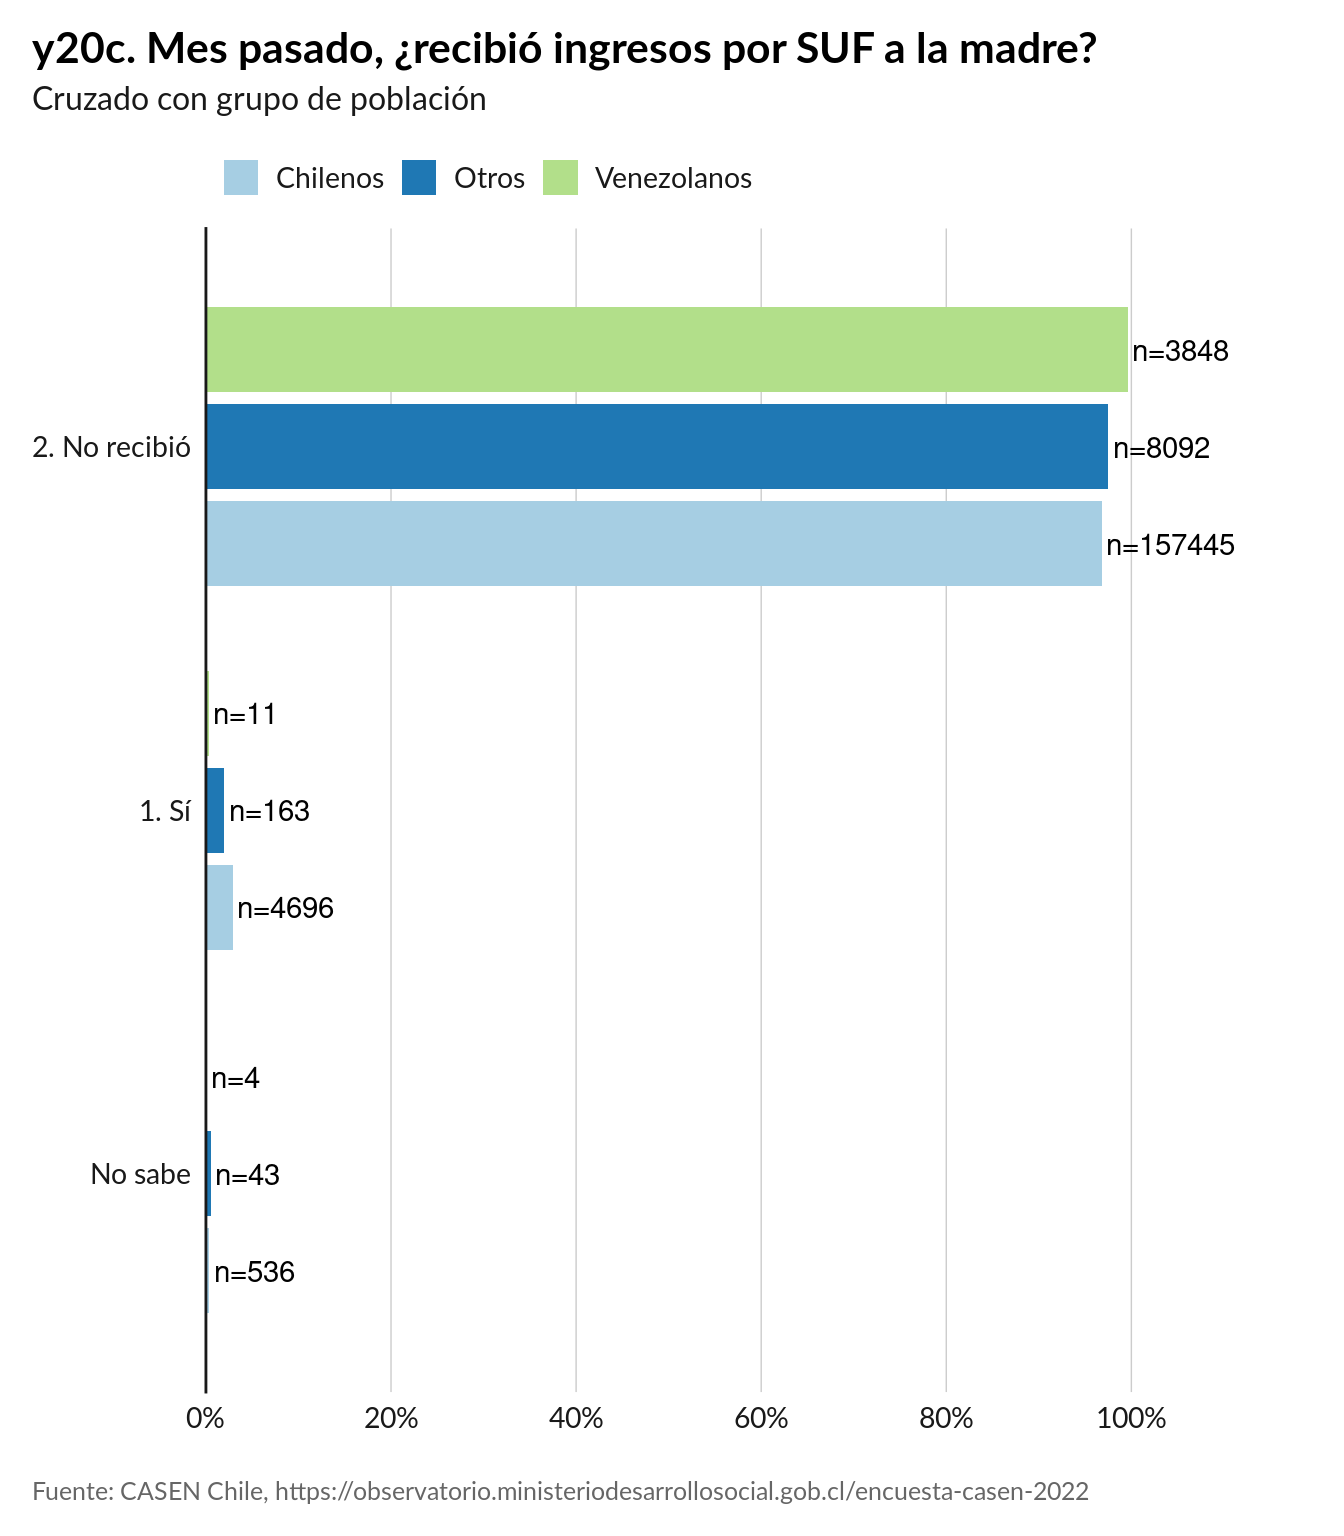 y20c. Mes pasado, ¿recibió ingresos por SUF a la madre?
Cruzado con grupo de población
Chilenos Otros Venezolanos
n=3848
2. No recibió n=8092
n=157445
n=11
1. Sí n=163
n=4696
n=4
No sabe n=43
n=536
0% 20% 40% 60% 80% 100%
Fuente: CASEN Chile, https://observatorio.ministeriodesarrollosocial.gob.cl/encuesta-casen-2022